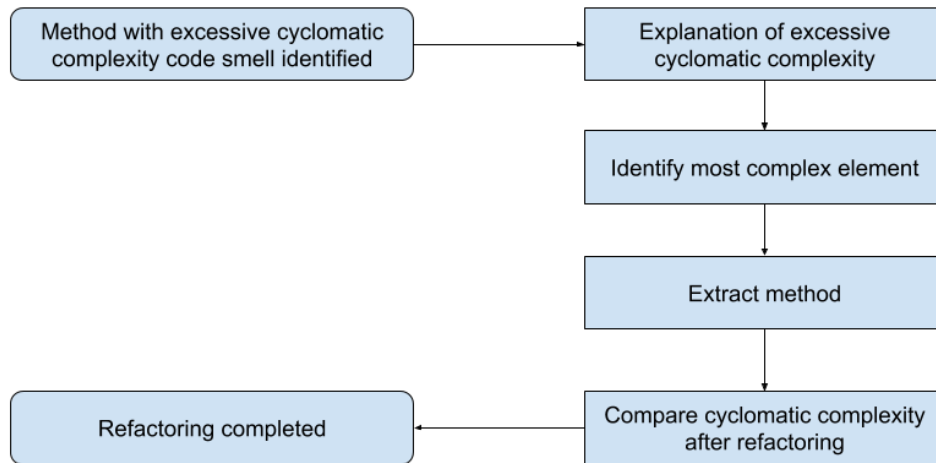 Method with excessive cyclomatic
complexity code smell identified
Explanation of excessive
cyclomatic complexity
Identify most complex element
Extract method
Compare cyclomatic complexity
after refactoring
Refactoring completed